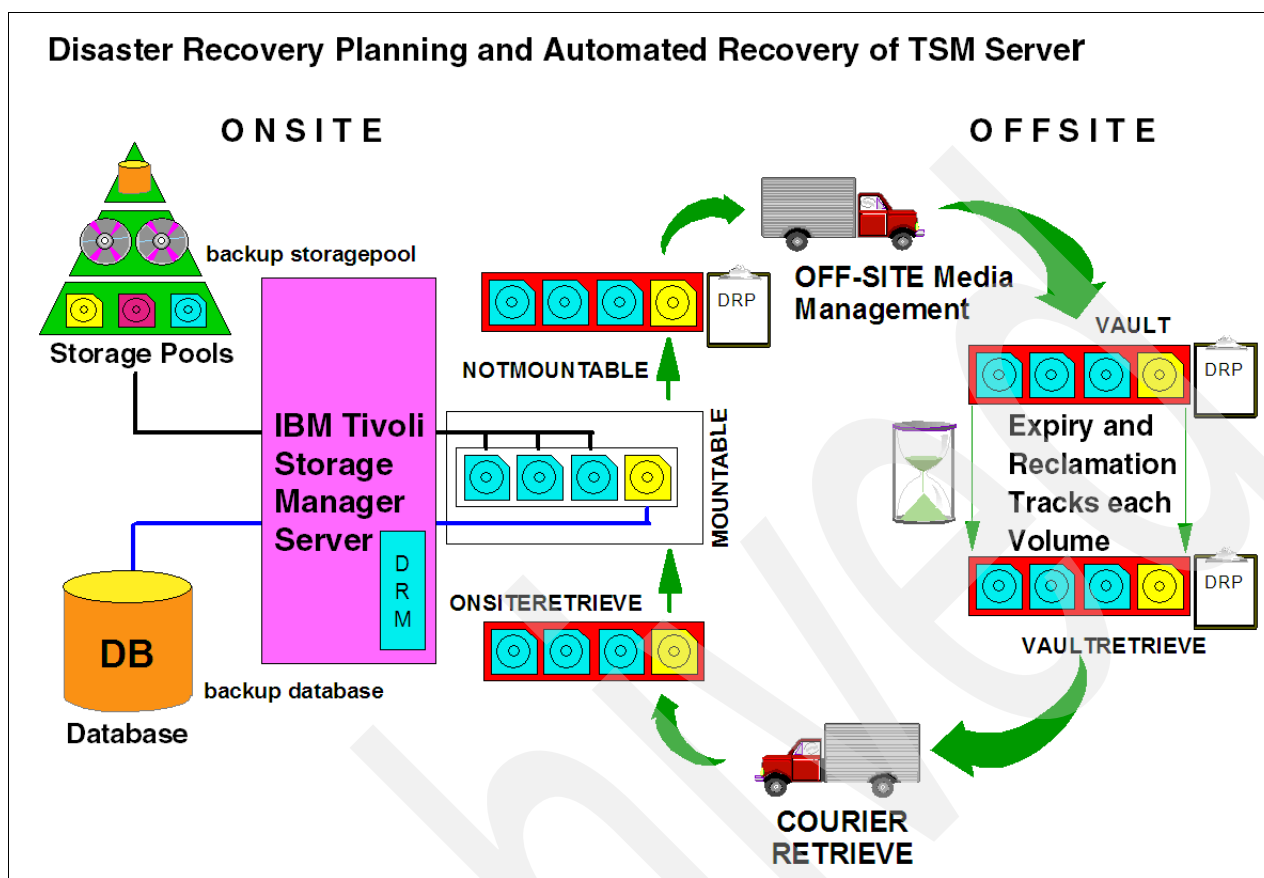 Disaster Recovery Planning and Automated Recovery of TSM Server
ONSITE
OFFSITE
backup storagepool
Storage Pools
IBM Tivoli
Storage
Manager
Server
D
R
M
DB
backup database
Database
NOTMOUNTABLE
DRP
MOUNTABLE
ONSITERETRIEVE
OFF-SITE Media
Management
VAULT
DRP
Expiry and
Reclamation
Tracks each
Volume
DRP
VAULTRETRIEVE
COURIER
RETRIEVE
hived